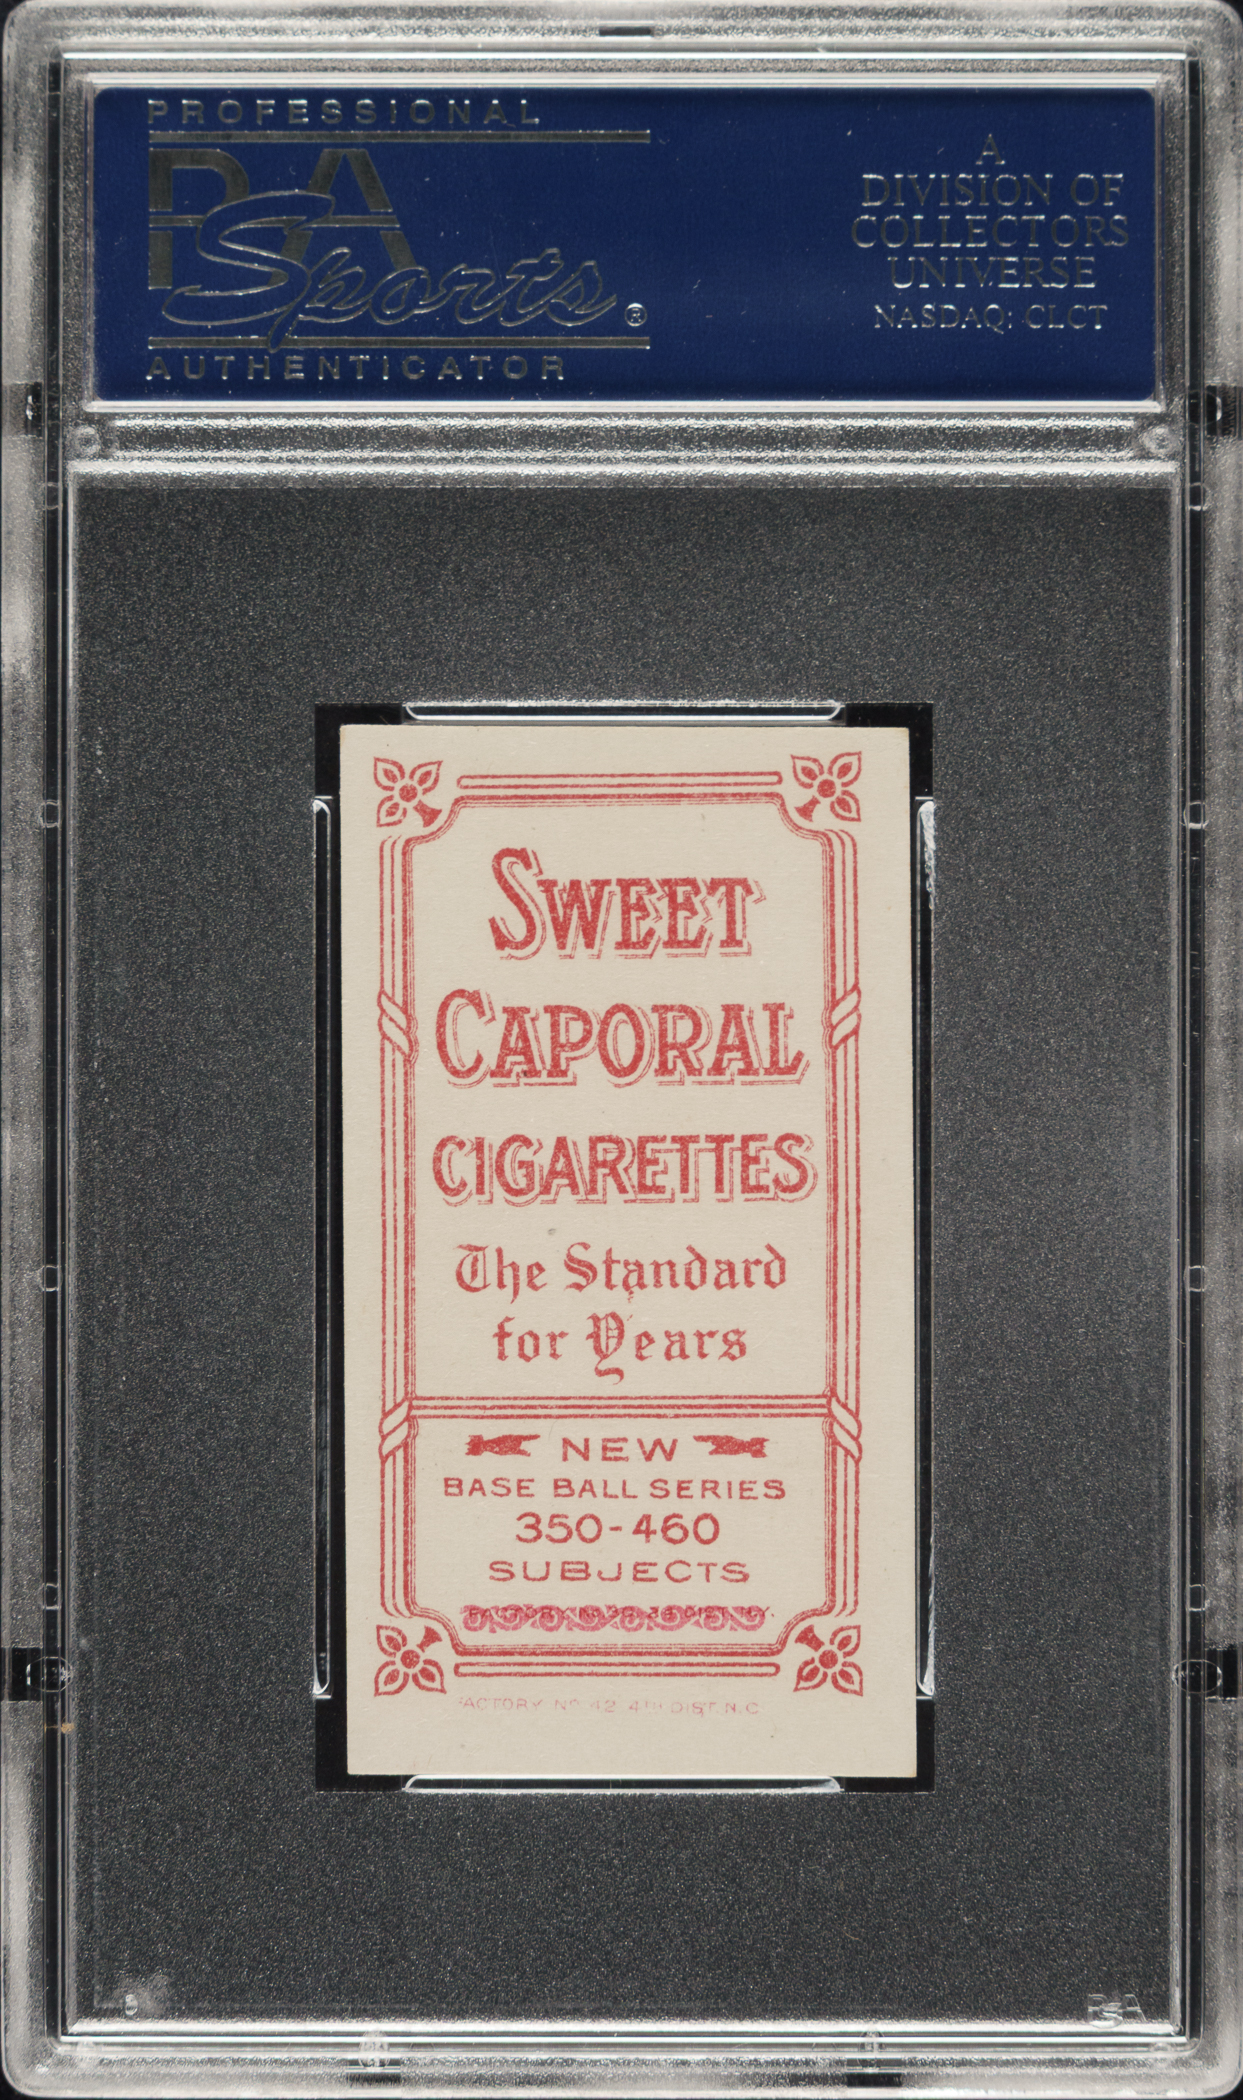 PROFESSIONAL
PSA
Sports ®
AUTHENTICATOR
A
DIVISION OF
COLLECTORS
UNIVERSE
NASDAQ: CLCT
SWEET
CAPORAL
CIGARETTES
The Standard
for Years
NEW
BASE BALL SERIES
350-460
SUBJECTS
FACTORY No 42 4TH DIST. N.C.
PSA